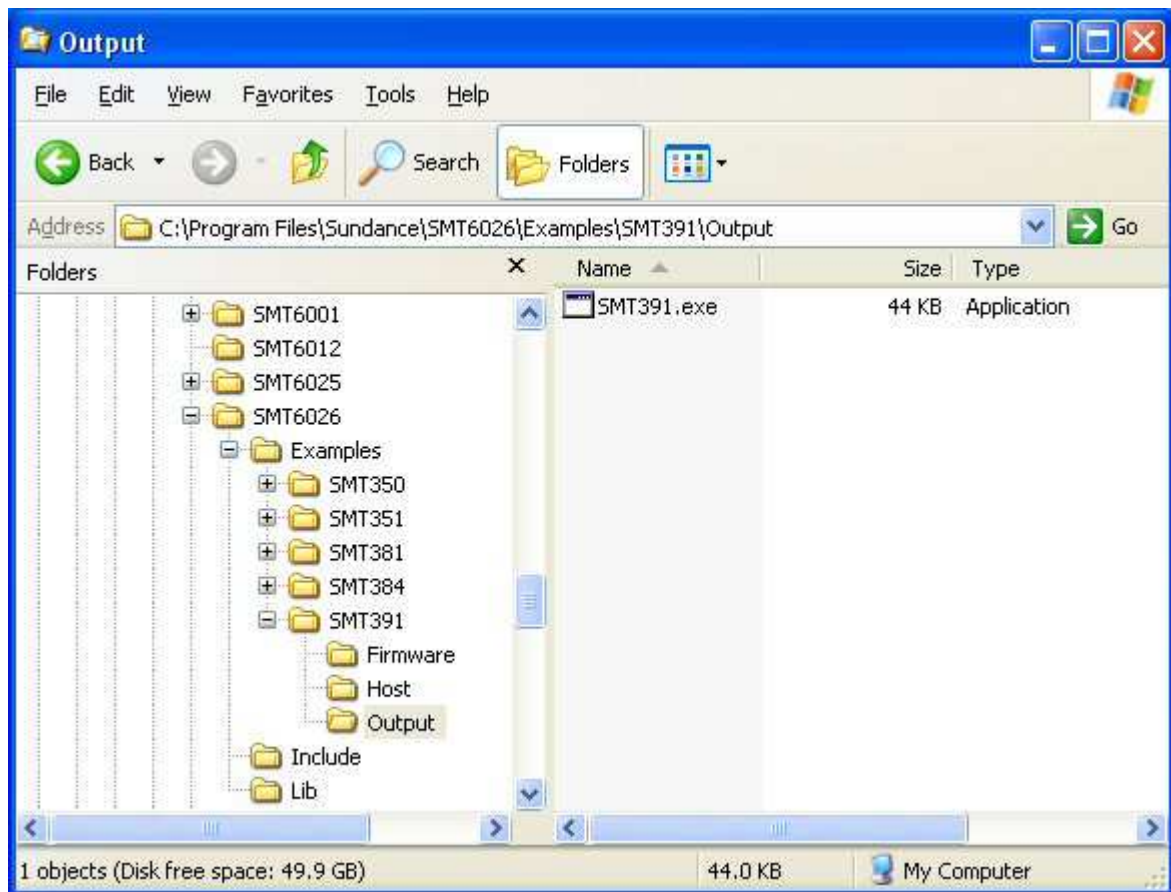 Output
File Edit View Favorites Tools Help
Back Search Folders
Address C:\Program Files\Sundance\SMT6026\Examples\SMT391\Output Go
Folders
Name Size Type
SMT391.exe 44 KB Application
SMT6001
SMT6012
SMT6025
SMT6026
Examples
SMT350
SMT351
SMT381
SMT384
SMT391
Firmware
Host
Output
Include
Lib
1 objects (Disk free space: 49,9 GB) 44.0 KB My Computer